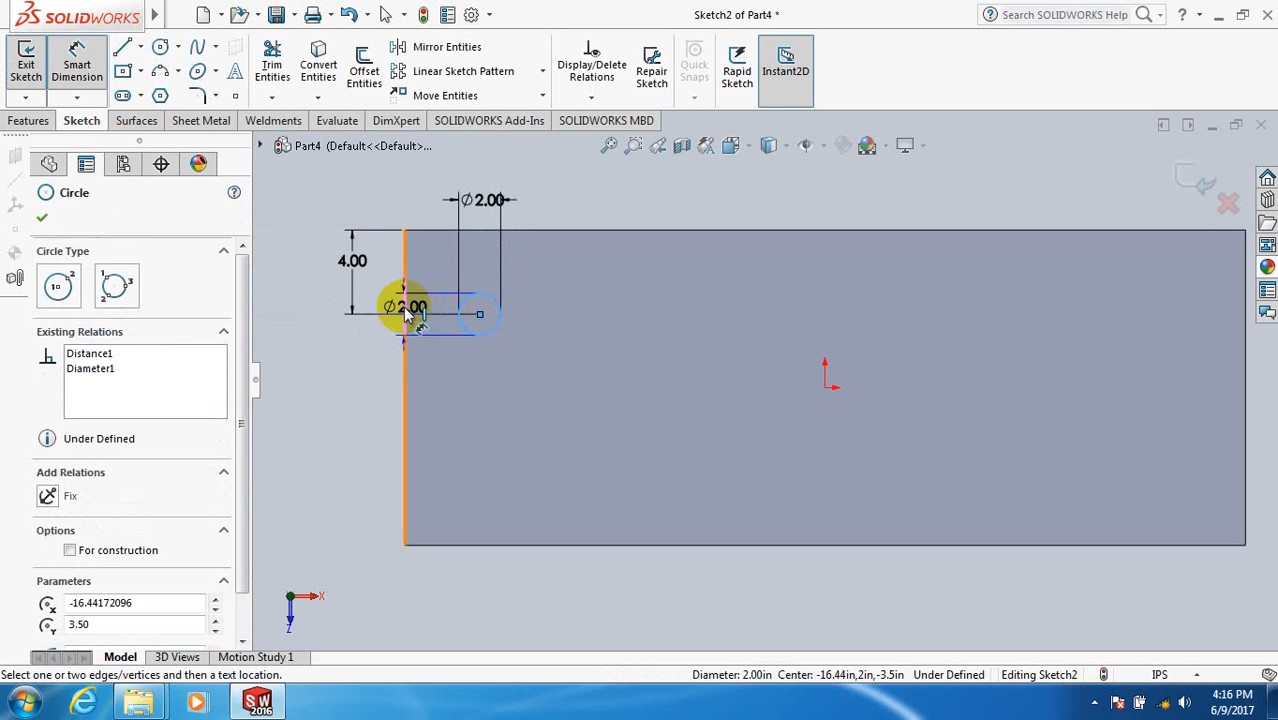 SOLIDWORKS
Sketch2 of Part4 *
Search SOLIDWORKS Help
Exit Sketch
Smart Dimension
Trim Entities
Convert Entities
Offset Entities
Mirror Entities
Linear Sketch Pattern
Move Entities
Display/Delete Relations
Repair Sketch
Quick Snaps
Rapid Sketch
Instant2D
Features
Sketch
Surfaces
Sheet Metal
Weldments
Evaluate
DimXpert
SOLIDWORKS Add-Ins
SOLIDWORKS MBD
Part4 (Default<<Default>...
Circle
Circle Type
Existing Relations
Distance1
Diameter1
Under Defined
Add Relations
Fix
Options
For construction
Parameters
-16.44172096
3.50
∅2.00
4.00
∅2.00
X
Z
Model
3D Views
Motion Study 1
Select one or two edges/vertices and then a text location.
Diameter: 2.00in Center: -16.44in,2in,-3.5in Under Defined Editing Sketch2 IPS
4:16 PM
6/9/2017
SW
2016